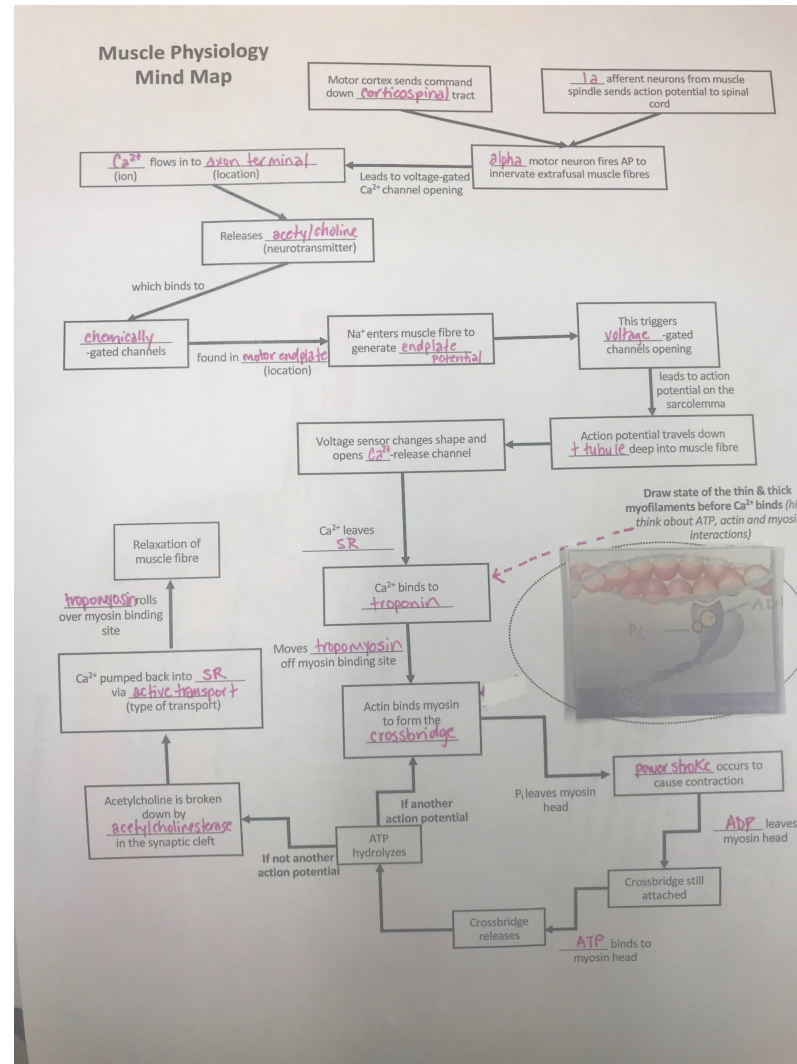 Muscle Physiology
Mind Map
Motor cortex sends command
down corticospinal tract
1a afferent neurons from muscle
spindle sends action potential to spinal
cord
alpha motor neuron fires AP to
innervate extrafusal muscle fibres
Leads to voltage-gated
Ca²⁺ channel opening
Ca²⁺ flows in to axon terminal
(ion) (location)
Releases acetylcholine
(neurotransmitter)
which binds to
chemically
-gated channels
found in motor endplate
(location)
Na⁺ enters muscle fibre to
generate endplate
potential
This triggers
voltage -gated
channels opening
leads to action
potential on the
sarcolemma
Action potential travels down
t tubule deep into muscle fibre
Voltage sensor changes shape and
opens Ca²⁺-release channel
Draw state of the thin & thick
myofilaments before Ca²⁺ binds
think about ATP, actin and
interactions)
Ca²⁺ leaves
SR
Ca²⁺ binds to
troponin
Pi
Moves tropomyosin
off myosin binding site
Actin binds myosin
to form the
crossbridge
Pi leaves myosin
head
power stroke occurs to
cause contraction
ADP leaves
myosin head
Crossbridge still
attached
ATP binds to
myosin head
Crossbridge
releases
ATP
hydrolyzes
If another
action potential
If not another
action potential
Acetylcholine is broken
down by
acetylcholinesterase
in the synaptic cleft
Ca²⁺ pumped back into SR
via active transport
(type of transport)
tropomyosin rolls
over myosin binding
site
Relaxation of
muscle fibre